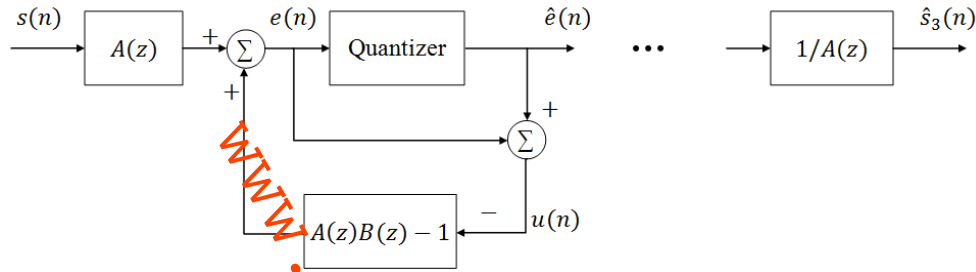 s(n)
A(z)
+
∑
+
e(n)
Quantizer
ê(n)
•••
1/A(z)
ŝ₃(n)
+
∑
−
u(n)
A(z)B(z) − 1
WWW.